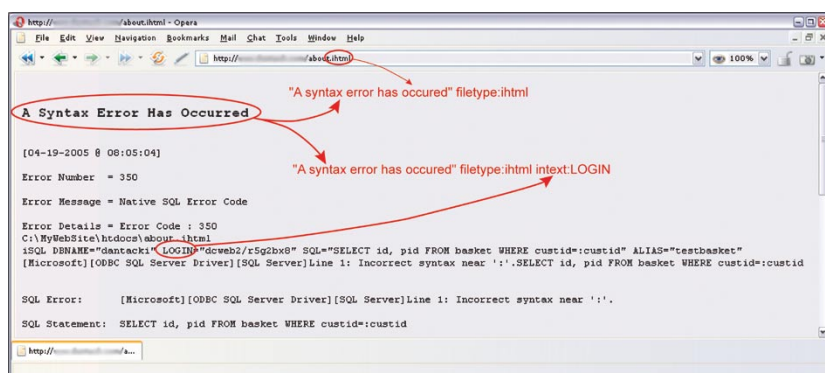 http:// /about.ihtml - Opera
File Edit View Navigation Bookmarks Mail Chat Tools Window Help
http:// /about.ihtml 100%
"A syntax error has occured" filetype:ihtml
A Syntax Error Has Occurred
[04-19-2005 @ 08:05:04]
"A syntax error has occured" filetype:ihtml intext:LOGIN
Error Number = 350
Error Message = Native SQL Error Code
Error Details = Error Code : 350
C:\MyWebSite\htdocs\about.ihtml
iSQL DBNAME="dantacki" LOGIN="dcweb2/r5g2bx8" SQL="SELECT id, pid FROM basket WHERE custid=:custid" ALIAS="testbasket"
[Microsoft][ODBC SQL Server Driver][SQL Server]Line 1: Incorrect syntax near ':'.SELECT id, pid FROM basket WHERE custid=:custid
SQL Error: [Microsoft][ODBC SQL Server Driver][SQL Server]Line 1: Incorrect syntax near ':'.
SQL Statement: SELECT id, pid FROM basket WHERE custid=:custid
http:// /a...